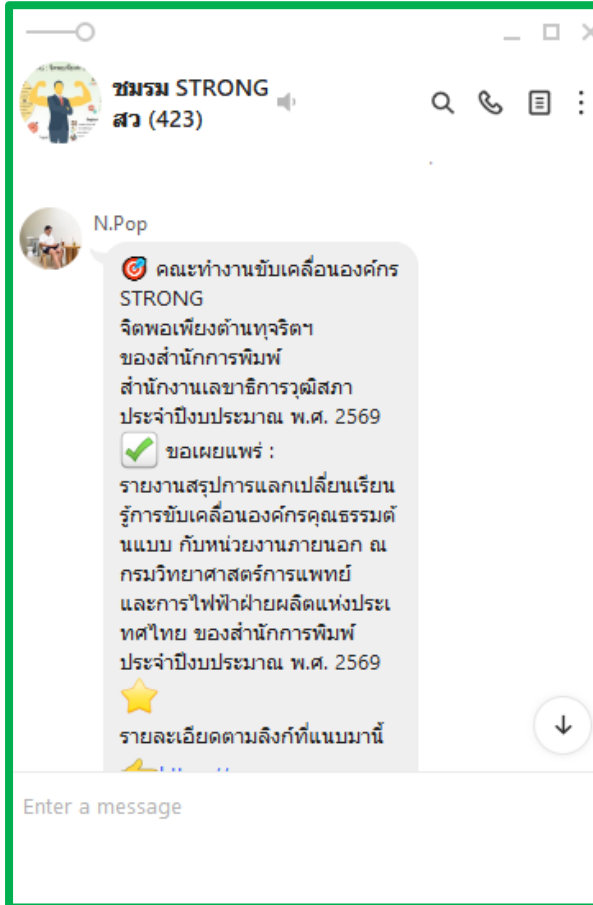 ชมรม STRONG
สว (423)
N.Pop
🎯 คณะทำงานขับเคลื่อนองค์กร
STRONG
จิตพอเพียงต้านทุจริตฯ
ของสำนักการพิมพ์
สำนักงานเลขาธิการวุฒิสภา
ประจำปีงบประมาณ พ.ศ. 2569
✅ ขอเผยแพร่ :
รายงานสรุปการแลกเปลี่ยนเรียน
รู้การขับเคลื่อนองค์กรคุณธรรมต้
นแบบ กับหน่วยงานภายนอก ณ
กรมวิทยาศาสตร์การแพทย์
และการไฟฟ้าฝ่ายผลิตแห่งประเ
ทศไทย ของสำนักการพิมพ์
ประจำปีงบประมาณ พ.ศ. 2569
⭐
รายละเอียดตามลิงก์ที่แนบมานี้
Enter a message